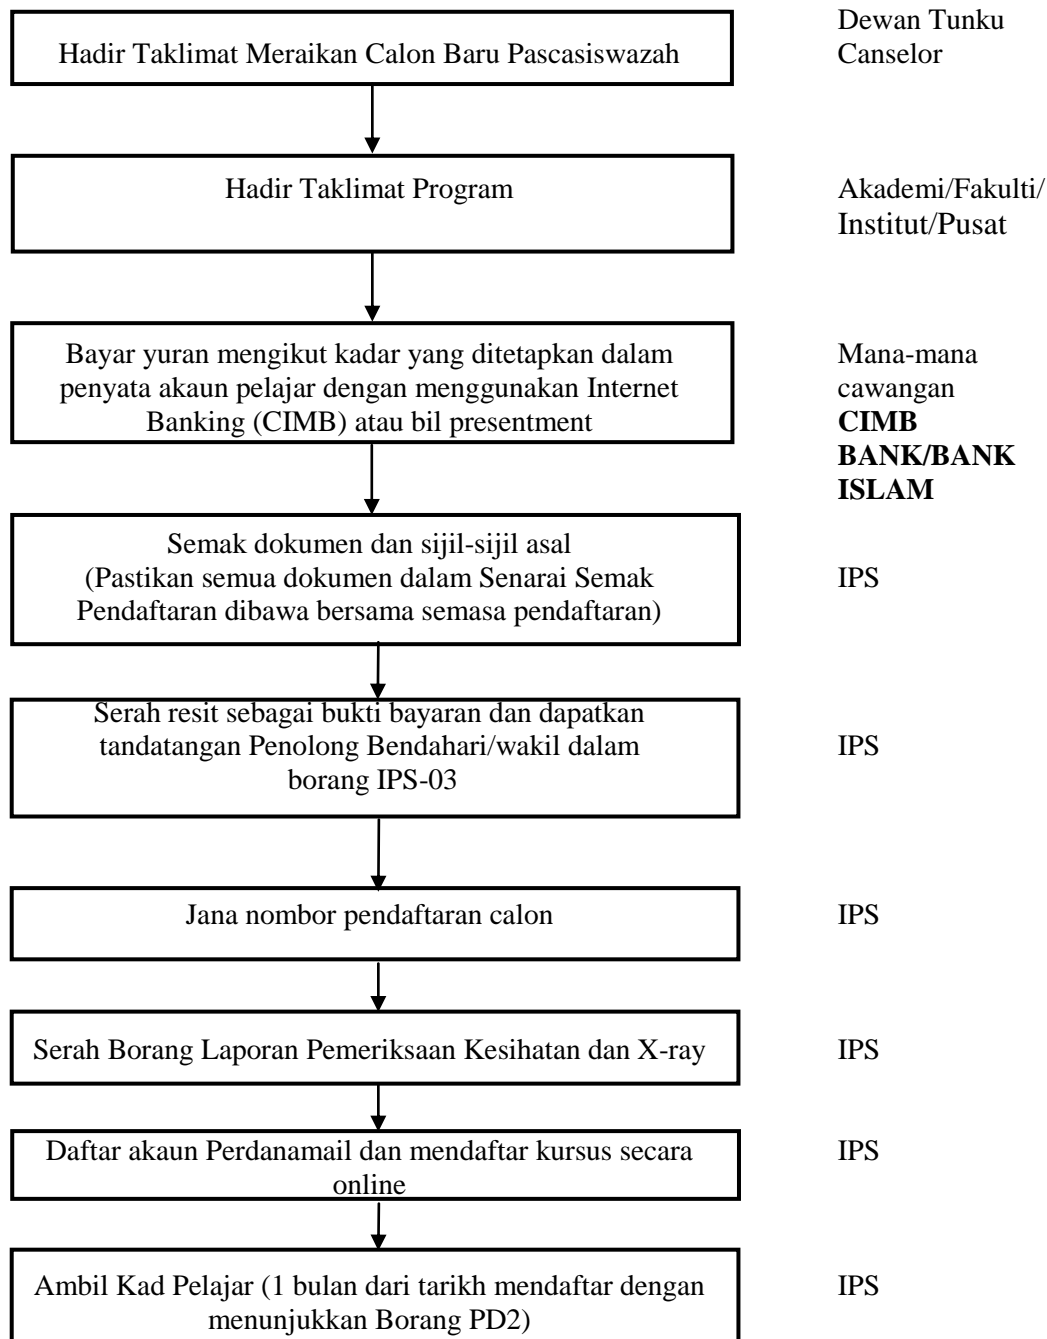 Dewan Tunku
Hadir Taklimat Meraikan Calon Baru Pascasiswazah
Canselor
Hadir Taklimat Program
Akademi/Fakulti/
Institut/Pusat
Bayar yuran mengikut kadar yang ditetapkan dalam
penyata akaun pelajar dengan menggunakan Internet
Banking (CIMB) atau bil presentment
Mana-mana
cawangan
CIMB
BANK/BANK
ISLAM
Semak dokumen dan sijil-sijil asal
(Pastikan semua dokumen dalam Senarai Semak
Pendaftaran dibawa bersama semasa pendaftaran)
IPS
Serah resit sebagai bukti bayaran dan dapatkan
tandatangan Penolong Bendahari/wakil dalam
borang IPS-03
IPS
Jana nombor pendaftaran calon
IPS
Serah Borang Laporan Pemeriksaan Kesihatan dan X-ray
IPS
Daftar akaun Perdanamail dan mendaftar kursus secara
online
IPS
Ambil Kad Pelajar (1 bulan dari tarikh mendaftar dengan
menunjukkan Borang PD2)
IPS